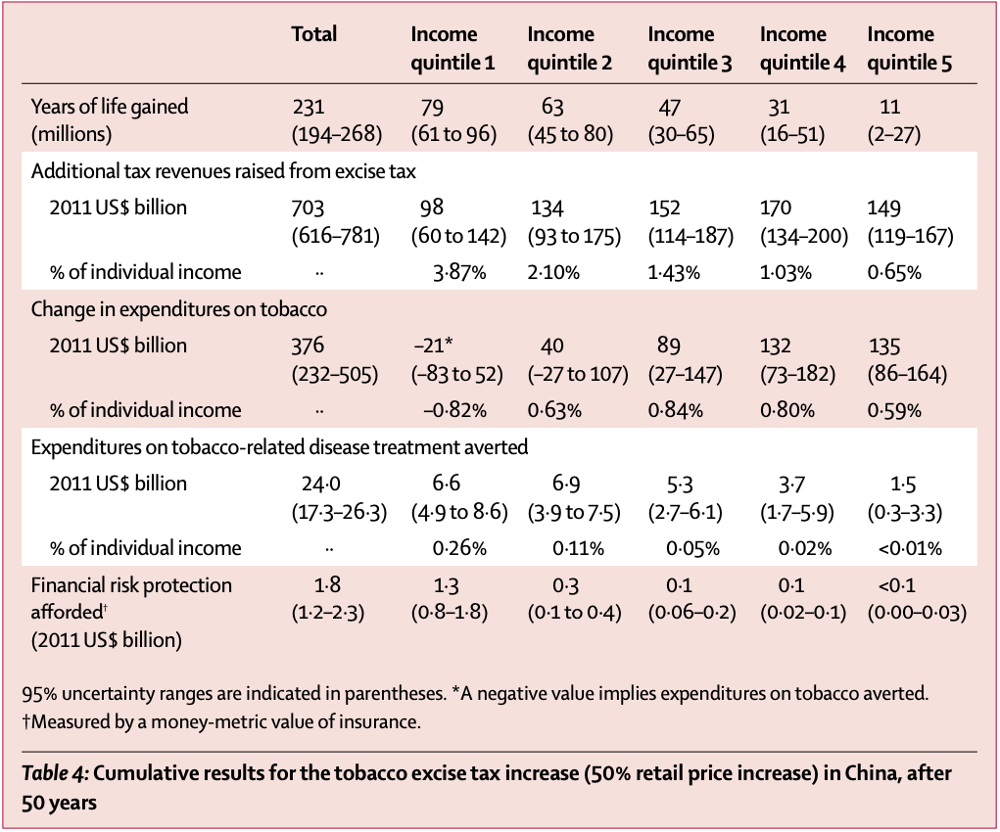 Total Income quintile 1 Income quintile 2 Income quintile 3 Income quintile 4 Income quintile 5
Years of life gained (millions) 231 (194–268) 79 (61 to 96) 63 (45 to 80) 47 (30–65) 31 (16–51) 11 (2–27)
Additional tax revenues raised from excise tax
2011 US$ billion 703 (616–781) 98 (60 to 142) 134 (93 to 175) 152 (114–187) 170 (134–200) 149 (119–167)
% of individual income ·· 3·87% 2·10% 1·43% 1·03% 0·65%
Change in expenditures on tobacco
2011 US$ billion 376 (232–505) –21* (–83 to 52) 40 (–27 to 107) 89 (27–147) 132 (73–182) 135 (86–164)
% of individual income ·· –0·82% 0·63% 0·84% 0·80% 0·59%
Expenditures on tobacco-related disease treatment averted
2011 US$ billion 24·0 (17·3–26·3) 6·6 (4·9 to 8·6) 6·9 (3·9 to 7·5) 5·3 (2·7–6·1) 3·7 (1·7–5·9) 1·5 (0·3–3·3)
% of individual income ·· 0·26% 0·11% 0·05% 0·02% <0·01%
Financial risk protection afforded† (2011 US$ billion) 1·8 (1·2–2·3) 1·3 (0·8–1·8) 0·3 (0·1 to 0·4) 0·1 (0·06–0·2) 0·1 (0·02–0·1) <0·1 (0·00–0·03)
95% uncertainty ranges are indicated in parentheses. *A negative value implies expenditures on tobacco averted.
†Measured by a money-metric value of insurance.
Table 4: Cumulative results for the tobacco excise tax increase (50% retail price increase) in China, after
50 years